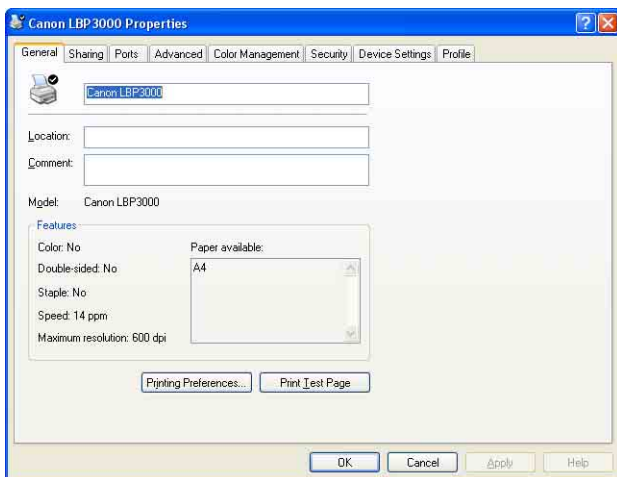 Canon LBP3000 Properties
General Sharing Ports Advanced Color Management Security Device Settings Profile
Canon LBP3000
Location:
Comment:
Model: Canon LBP3000
Features
Color: No Paper available:
Double-sided: No A4
Staple: No
Speed: 14 ppm
Maximum resolution: 600 dpi
Printing Preferences... Print Test Page
OK Cancel Apply Help